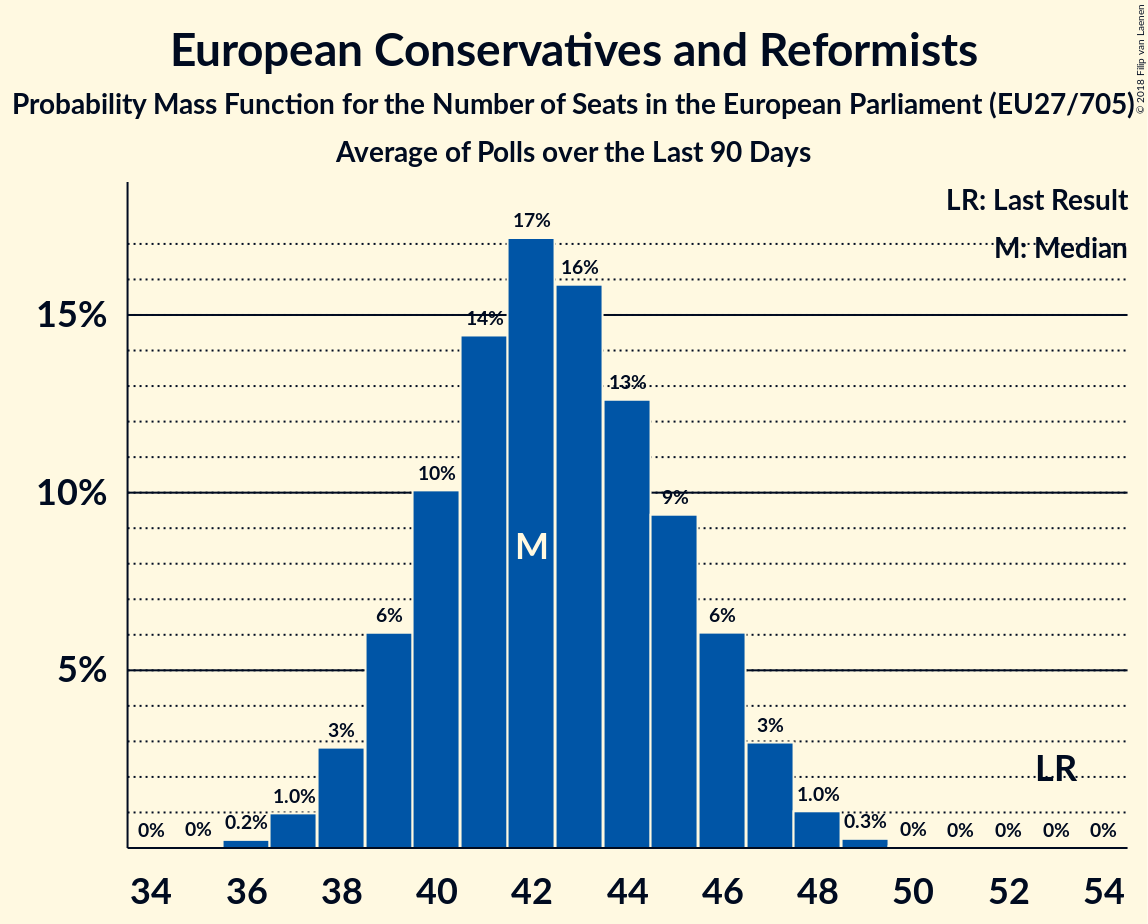 European Conservatives and Reformists
Probability Mass Function for the Number of Seats in the European Parliament (EU27/705)
Average of Polls over the Last 90 Days
© 2018 Filip van Laenen
LR: Last Result
M: Median
15%
10%
5%
0%
0%
0.2%
1.0%
3%
6%
10%
14%
17%
16%
13%
9%
6%
3%
1.0%
0.3%
0%
0%
0%
0%
0%
M
LR
34 36 38 40 42 44 46 48 50 52 54